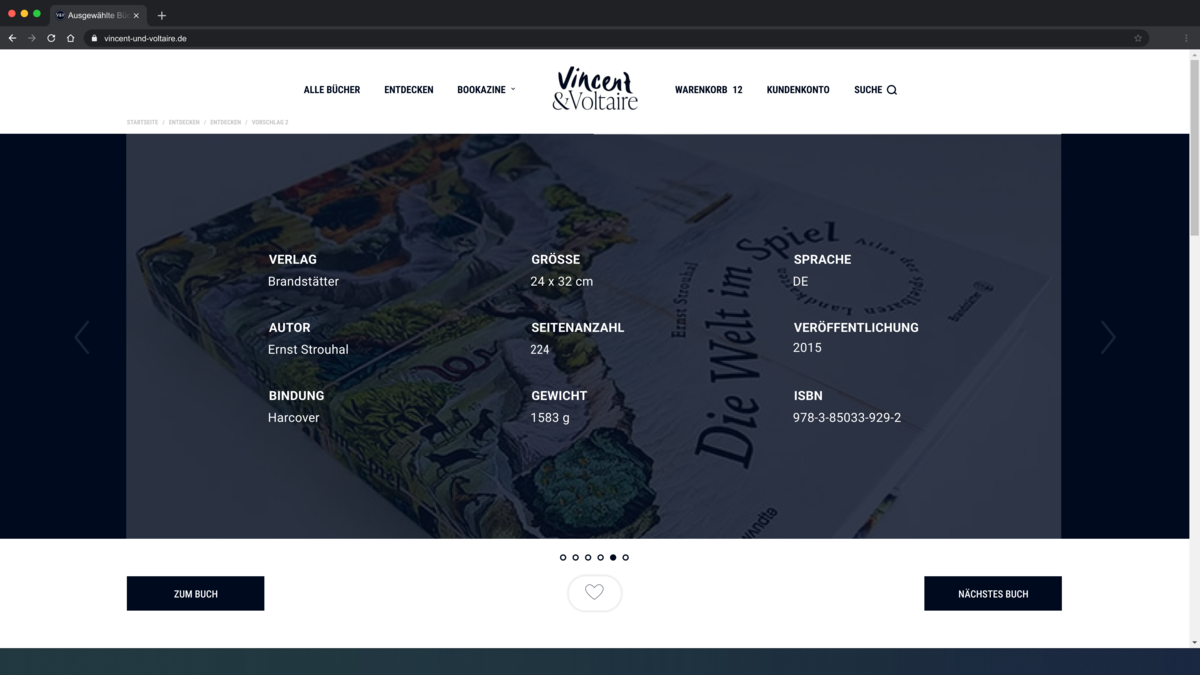 Ausgewählte Bü
vincent-und-voltaire.de
ALLE BÜCHER
ENTDECKEN
BOOKAZINE
Vincent
&Voltaire
WARENKORB 12
KUNDENKONTO
SUCHE
STARTSEITE / ENTDECKEN / ENTDECKEN / VORSCHLAG 2
VERLAG
Brandstätter
GRÖSSE
24 x 32 cm
SPRACHE
DE
AUTOR
Ernst Strouhal
SEITENANZAHL
224
VERÖFFENTLICHUNG
2015
BINDUNG
Harcover
GEWICHT
1583 g
ISBN
978-3-85033-929-2
Ernst Strouhal
Die Welt im Spiel
Atlas der spielbaren Landkarten
Brandstätter
ZUM BUCH
NÄCHSTES BUCH